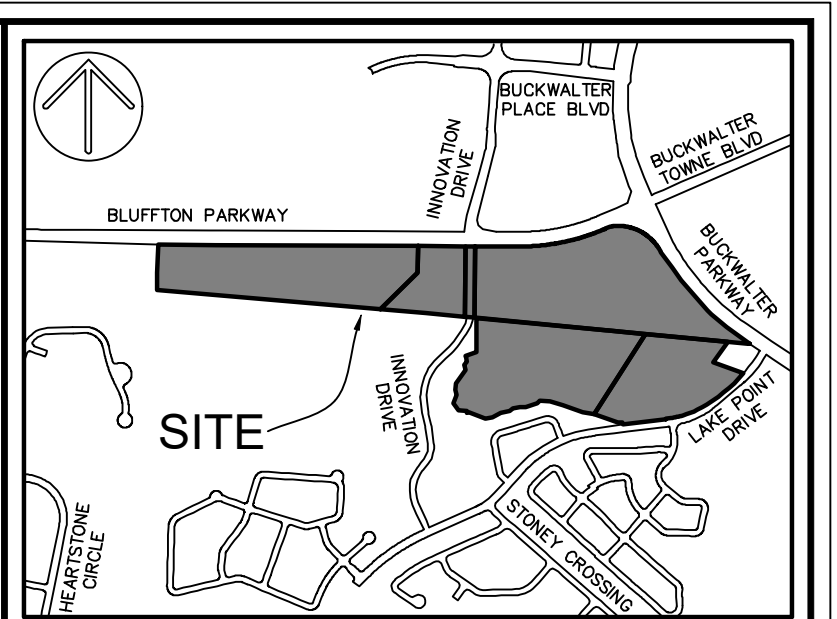 BUCKWALTER
PLACE BLVD
INNOVATION
DRIVE
BUCKWALTER
TOWNE BLVD
BLUFFTON PARKWAY
BUCKWALTER
PARKWAY
INNOVATION
DRIVE
SITE
LAKE POINT
DRIVE
HEARTSTONE
CIRCLE
STONEY CROSSING